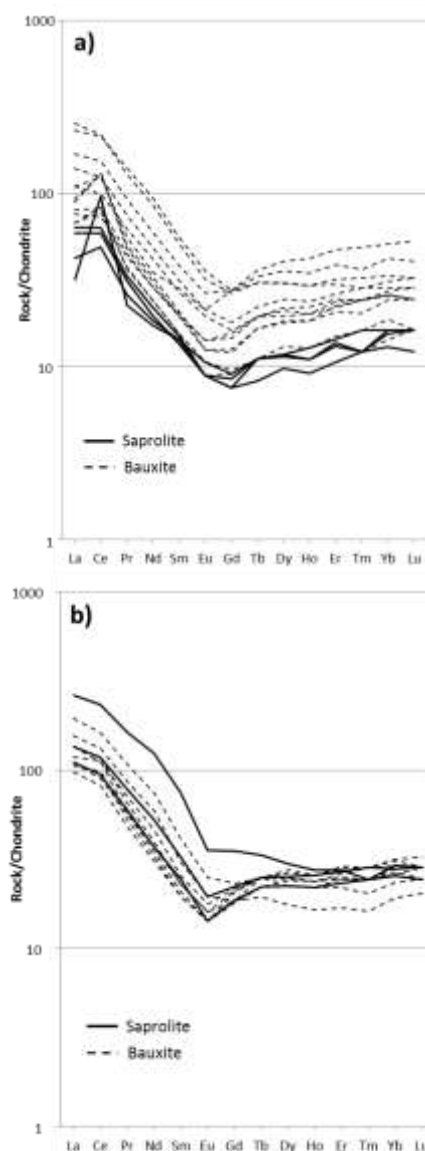 1000
a)
100
Rock/Chondrite
10
Saprolite
Bauxite
1
La Ce Pr Nd Sm Eu Gd Tb Dy Ho Er Tm Yb Lu
1000
b)
100
Rock/Chondrite
10
Saprolite
Bauxite
1
La Ce Pr Nd Sm Eu Gd Tb Dy Ho Er Tm Yb Lu